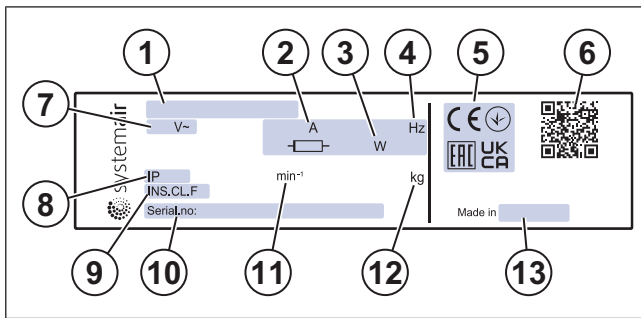 1 2 3 4 5 6
7 V~ A Hz
W
CE
EAC UK
CA
systemair
8 IP min⁻¹ kg
INS.CL.F
Serial.no: Made in
9 10 11 12 13